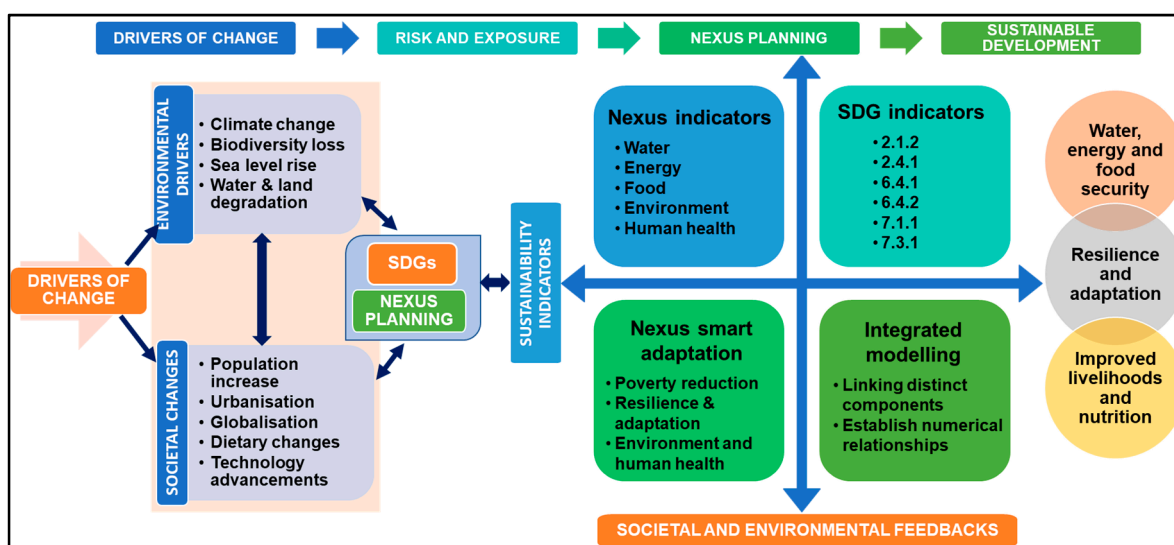 DRIVERS OF CHANGE
RISK AND EXPOSURE
NEXUS PLANNING
SUSTAINABLE
DEVELOPMENT
DRIVERS OF
CHANGE
ENVIRONMENTAL
DRIVERS
• Climate change
• Biodiversity loss
• Sea level rise
• Water & land
degradation
SOCIETAL CHANGES
• Population
increase
• Urbanisation
• Globalisation
• Dietary changes
• Technology
advancements
SDGs
NEXUS
PLANNING
SUSTAINAIBILITY
INDICATORS
Nexus indicators
• Water
• Energy
• Food
• Environment
• Human health
SDG indicators
• 2.1.2
• 2.4.1
• 6.4.1
• 6.4.2
• 7.1.1
• 7.3.1
Nexus smart
adaptation
• Poverty reduction
• Resilience &
adaptation
• Environment and
human health
Integrated
modelling
• Linking distinct
components
• Establish numerical
relationships
Water,
energy and
food
security
Resilience
and
adaptation
Improved
livelihoods
and
nutrition
SOCIETAL AND ENVIRONMENTAL FEEDBACKS